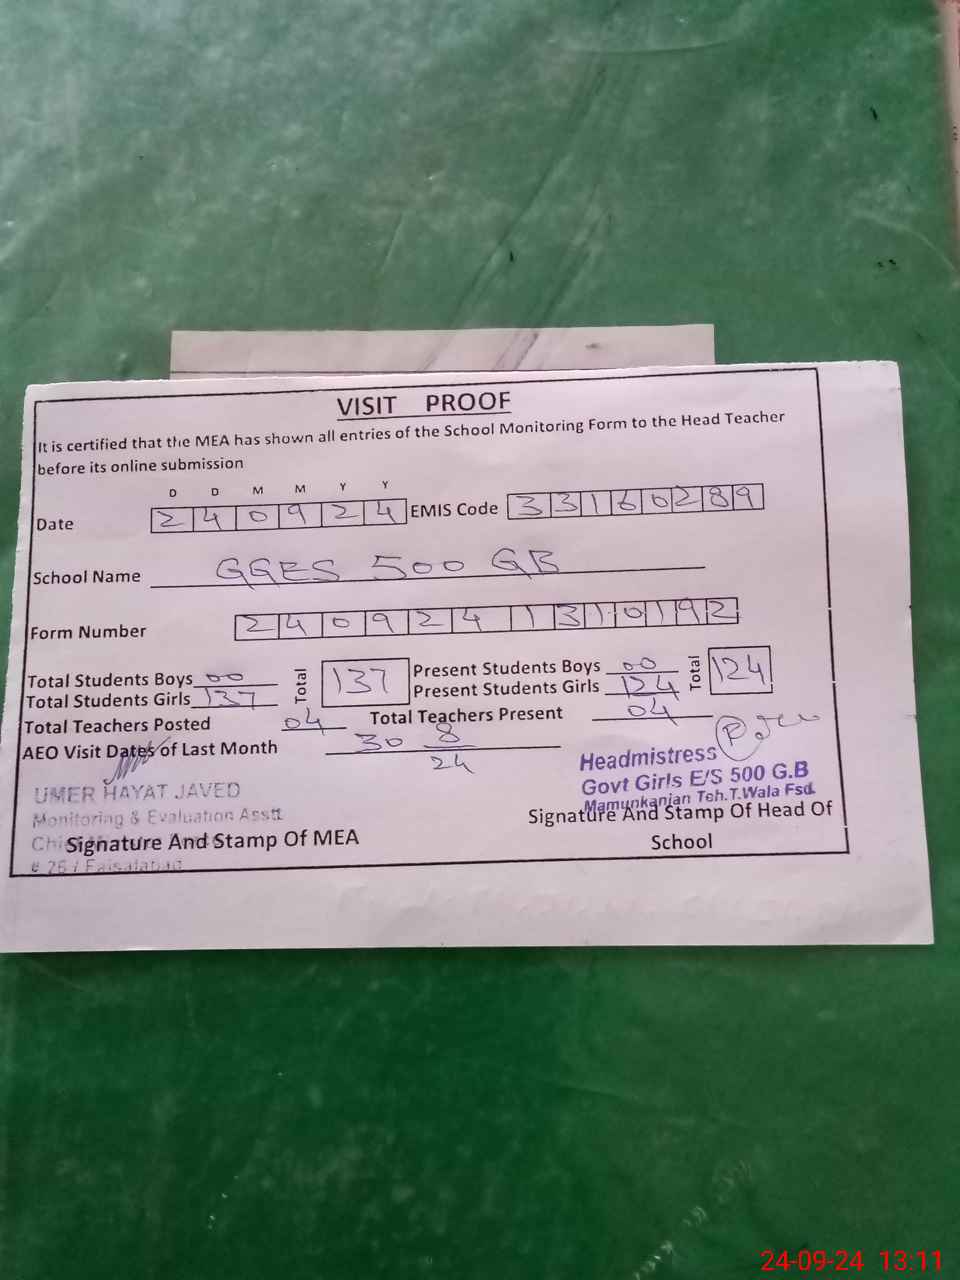 VISIT PROOF
It is certified that the MEA has shown all entries of the School Monitoring Form to the Head Teacher
before its online submission
D D M M Y Y
Date 240924 EMIS Code 33160289
School Name GGES 500 GB
Form Number 2409241310192
Total Students Boys 00 Total 137 Present Students Boys 00 Total 124
Total Students Girls 137 Present Students Girls 124
Total Teachers Posted 04 Total Teachers Present 04
AEO Visit Dates of Last Month 30 8
24
UMER HAYAT JAVED
Monitoring & Evaluation Asstt
Signature And Stamp Of MEA
# 26 / Faisalabad
Headmistress
Govt Girls E/S 500 G.B
Mamunkanjan Teh.T.Wala Fsd.
Signature And Stamp Of Head Of
School
24-09-24 13:11